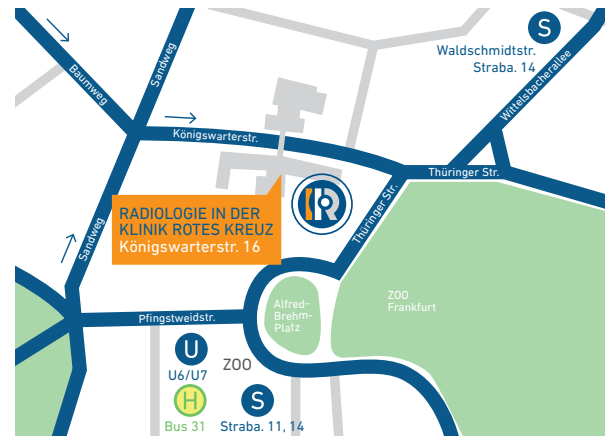 S
Waldschmidtstr.
Straba. 14
Wittelsbacherallee
Baumweg
Sandweg
Königswarterstr.
Thüringer Str.
RADIOLOGIE IN DER
KLINIK ROTES KREUZ
Königswarterstr. 16
R
Thüringer Str.
Sandweg
ZOO
Frankfurt
Alfred-
Brehm-
Platz
Pfingstweidstr.
U
U6/U7
ZOO
H
Bus 31
S
Straba. 11, 14